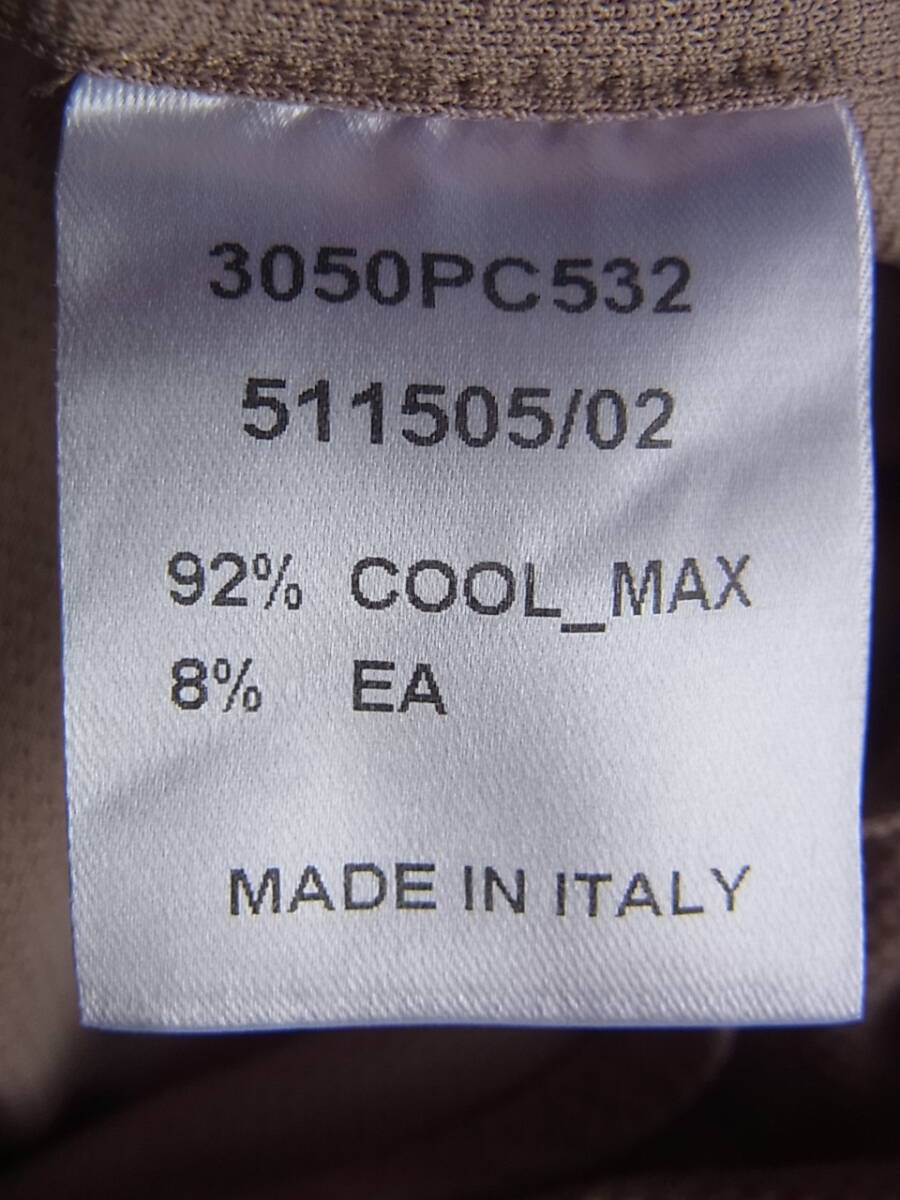 3050PC532
511505/02
92% COOL_MAX
8% EA
MADE IN ITALY